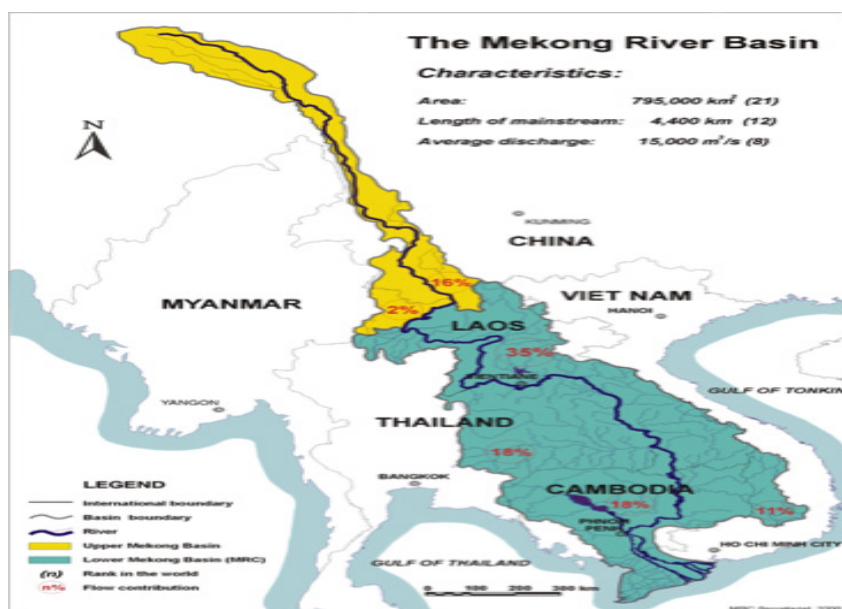 The Mekong River Basin
Characteristics:
Area: 795,000 km² (21)
Length of mainstream: 4,400 km (12)
Average discharge: 15,000 m³/s (8)
N
KUNMING
CHINA
16%
MYANMAR
2%
VIET NAM
HANOI
LAOS
35%
VIENTIANE
GULF OF TONKIN
YANGON
THAILAND
18%
BANGKOK
CAMBODIA
18%
11%
PHNOM
PENH
HO CHI MINH CITY
GULF OF THAILAND
LEGEND
International boundary
Basin boundary
River
Upper Mekong Basin
Lower Mekong Basin (MRC)
(n) Rank in the world
n% Flow contribution
0 100 200 300 km